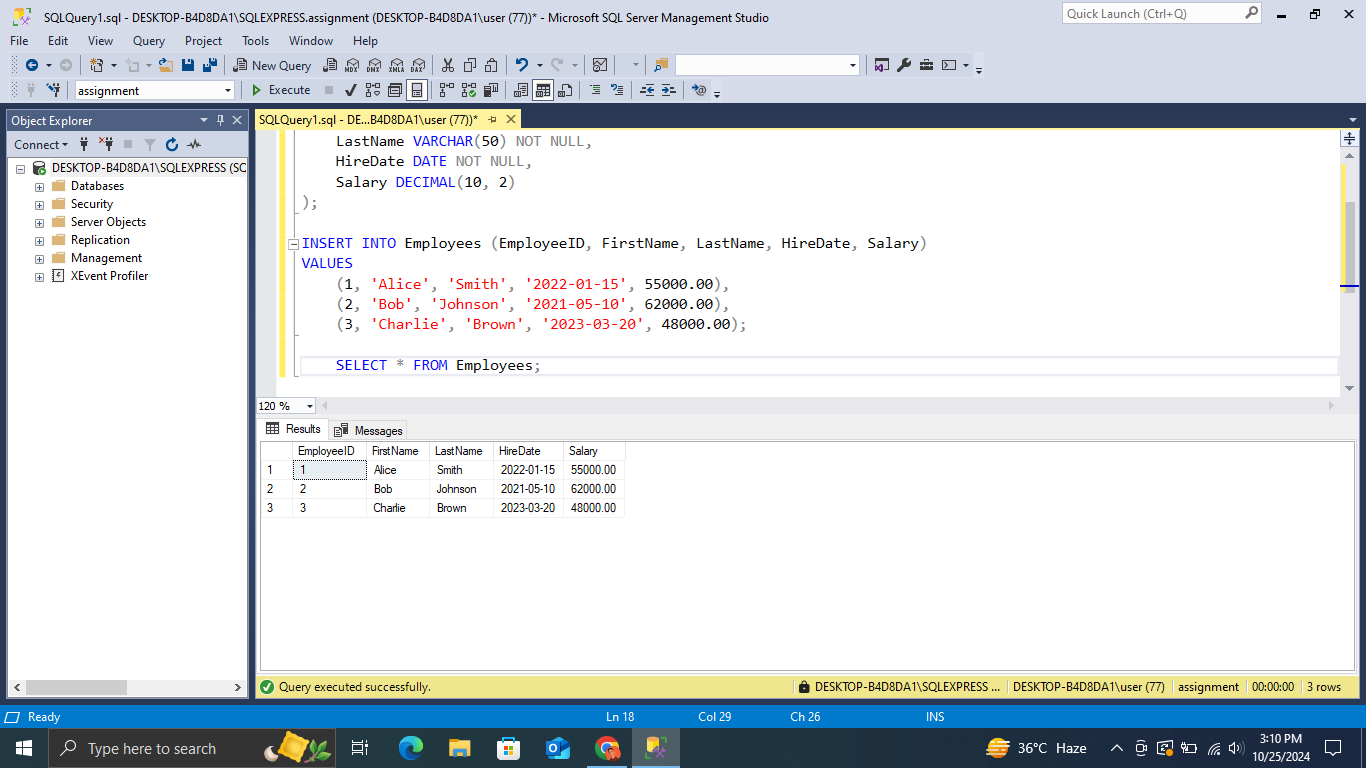 SQLQuery1.sql - DESKTOP-B4D8DA1\SQLEXPRESS.assignment (DESKTOP-B4D8DA1\user (77))* - Microsoft SQL Server Management Studio
Quick Launch (Ctrl+Q)
File Edit View Query Project Tools Window Help
New Query MDX DMX XMLA DAX
assignment Execute
Object Explorer
SQLQuery1.sql - DE...B4D8DA1\user (77))*
Connect
DESKTOP-B4D8DA1\SQLEXPRESS (SQ
Databases
Security
Server Objects
Replication
Management
XEvent Profiler
LastName VARCHAR(50) NOT NULL,
HireDate DATE NOT NULL,
Salary DECIMAL(10, 2)
);
INSERT INTO Employees (EmployeeID, FirstName, LastName, HireDate, Salary)
VALUES
(1, 'Alice', 'Smith', '2022-01-15', 55000.00),
(2, 'Bob', 'Johnson', '2021-05-10', 62000.00),
(3, 'Charlie', 'Brown', '2023-03-20', 48000.00);
SELECT * FROM Employees;
120 %
Results Messages
EmployeeID FirstName LastName HireDate Salary
1 1 Alice Smith 2022-01-15 55000.00
2 2 Bob Johnson 2021-05-10 62000.00
3 3 Charlie Brown 2023-03-20 48000.00
Query executed successfully. DESKTOP-B4D8DA1\SQLEXPRESS ... DESKTOP-B4D8DA1\user (77) assignment 00:00:00 3 rows
Ready Ln 18 Col 29 Ch 26 INS
Type here to search
36°C Haze
3:10 PM
10/25/2024